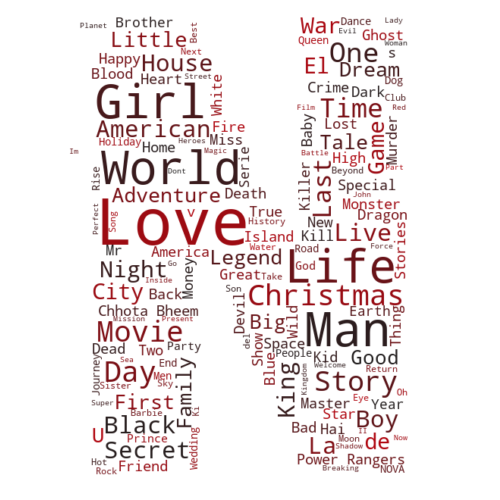 Planet
Brother
Best
Little
Next
Happy
House
Blood
Heart
Street
Girl
White
American
Fire
Holiday
Heroes
Miss
Home
Magic
Im
World
Dont
Serie
Rise
Adventure
Death
Love
V
True
History
Perfect
Song
Island
Water
Mr
America
Legend
Night
Go
Money
Great
Take
Inside
City
Back
Son
Chhota Bheem
Mission
Present
Devil
del
Movie
Big
Wild
Dead
Two
Party
Show
Space
Blue
People
Journey
Sea
End
Day
Men
Sky
Sister
Family
King
Kingdom
Super
First
Barbie
Ki
Black
U
Prince
Wedding
Secret
Hot
Rock
Friend
War
Dance
Lady
Evil
Queen
One
s
Ghost
Woman
El
Dream
Dog
Crime
Dark
Club
Film
Time
Red
Lost
Baby
Tale
Game
Murder
Battle
High
Beyond
Part
Killer
Last
Special
John
Monster
New
Dragon
Kill
Live
Stories
Road
Force
God
Life
Christmas
Earth
Thing
Man
Kid
Good
Welcome
Return
Story
Oh
Master
Eye
Year
Star
Boy
Bad
Hai
II
La
Moon
de
Now
Shadow
Power Rangers
Breaking
NOVA